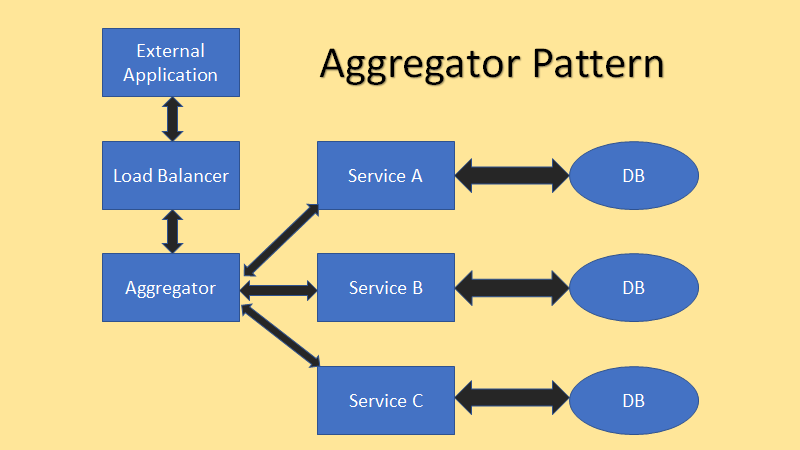 External
Application
Aggregator Pattern
Load Balancer
Service A
DB
Aggregator
Service B
DB
Service C
DB